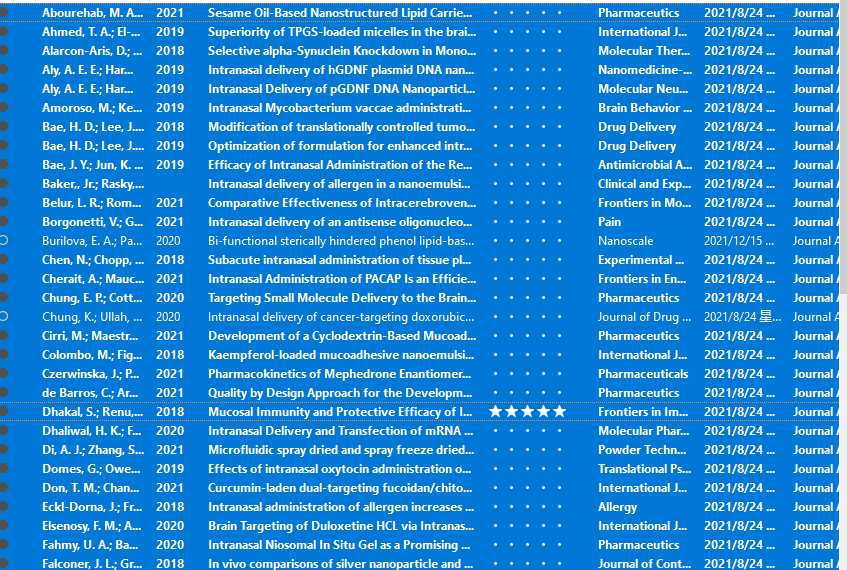 Abourehab, M. A... 2021 Sesame Oil-Based Nanostructured Lipid Carrie... Pharmaceutics 2021/8/24 ... Journal A
Ahmed, T. A.; El-... 2019 Superiority of TPGS-loaded micelles in the brai... International J... 2021/8/24 ... Journal A
Alarcon-Aris, D.; ... 2018 Selective alpha-Synuclein Knockdown in Mono... Molecular Ther... 2021/8/24 ... Journal A
Aly, A. E. E.; Har... 2019 Intranasal delivery of hGDNF plasmid DNA nan... Nanomedicine-... 2021/8/24 ... Journal A
Aly, A. E. E.; Har... 2019 Intranasal Delivery of pGDNF DNA Nanoparticl... Molecular Neu... 2021/8/24 ... Journal A
Amoroso, M.; Ke... 2019 Intranasal Mycobacterium vaccae administrati... Brain Behavior ... 2021/8/24 ... Journal A
Bae, H. D.; Lee, J.... 2018 Modification of translationally controlled tumo... Drug Delivery 2021/8/24 ... Journal A
Bae, H. D.; Lee, J.... 2019 Optimization of formulation for enhanced intr... Drug Delivery 2021/8/24 ... Journal A
Bae, J. Y.; Jun, K. ... 2019 Efficacy of Intranasal Administration of the Re... Antimicrobial A... 2021/8/24 ... Journal A
Baker,, Jr.; Rasky,... Intranasal delivery of allergen in a nanoemulsi... Clinical and Exp... 2021/8/24 ... Journal A
Belur, L. R.; Rom... 2021 Comparative Effectiveness of Intracerebroven... Frontiers in Mo... 2021/8/24 ... Journal A
Borgonetti, V.; G... 2021 Intranasal delivery of an antisense oligonucleo... Pain 2021/8/24 ... Journal A
Burilova, E. A.; Pa... 2020 Bi-functional sterically hindered phenol lipid-bas... Nanoscale 2021/12/15 ... Journal A
Chen, N.; Chopp, ... 2018 Subacute intranasal administration of tissue pl... Experimental ... 2021/8/24 ... Journal A
Cherait, A.; Mauc... 2021 Intranasal Administration of PACAP Is an Efficie... Frontiers in En... 2021/8/24 ... Journal A
Chung, E. P.; Cott... 2020 Targeting Small Molecule Delivery to the Brain... Pharmaceutics 2021/8/24 ... Journal A
Chung, K.; Ullah, ... 2020 Intranasal delivery of cancer-targeting doxorubic... Journal of Drug ... 2021/8/24 星... Journal A
Cirri, M.; Maestr... 2021 Development of a Cyclodextrin-Based Mucoad... Pharmaceutics 2021/8/24 ... Journal A
Colombo, M.; Fig... 2018 Kaempferol-loaded mucoadhesive nanoemulsi... International J... 2021/8/24 ... Journal A
Czerwinska, J.; P... 2021 Pharmacokinetics of Mephedrone Enantiomer... Pharmaceuticals 2021/8/24 ... Journal A
de Barros, C.; Ar... 2021 Quality by Design Approach for the Developm... Pharmaceutics 2021/8/24 ... Journal A
Dhakal, S.; Renu,... 2018 Mucosal Immunity and Protective Efficacy of I... ★★★★★ Frontiers in Im... 2021/8/24 ... Journal A
Dhaliwal, H. K.; F... 2020 Intranasal Delivery and Transfection of mRNA ... Molecular Phar... 2021/8/24 ... Journal A
Di, A. J.; Zhang, S... 2021 Microfluidic spray dried and spray freeze dried... Powder Techn... 2021/8/24 ... Journal A
Domes, G.; Owe... 2019 Effects of intranasal oxytocin administration o... Translational Ps... 2021/8/24 ... Journal A
Don, T. M.; Chan... 2021 Curcumin-laden dual-targeting fucoidan/chito... International J... 2021/8/24 ... Journal A
Eckl-Dorna, J.; Fr... 2018 Intranasal administration of allergen increases ... Allergy 2021/8/24 ... Journal A
Elsenosy, F. M.; A... 2020 Brain Targeting of Duloxetine HCL via Intranas... International J... 2021/8/24 ... Journal A
Fahmy, U. A.; Ba... 2020 Intranasal Niosomal In Situ Gel as a Promising ... Pharmaceutics 2021/8/24 ... Journal A
Falconer, J. L.; Gr... 2018 In vivo comparisons of silver nanoparticle and ... Journal of Cont... 2021/8/24 ... Journal A